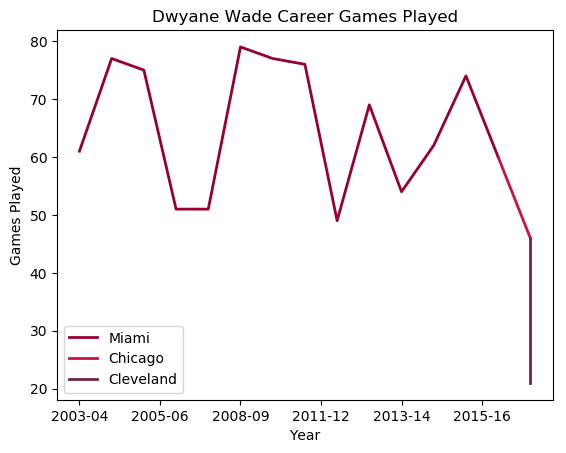 Dwyane Wade Career Games Played
80
70
60
50
40
30
20
Games Played
Miami
Chicago
Cleveland
2003-04 2005-06 2008-09 2011-12 2013-14 2015-16
Year